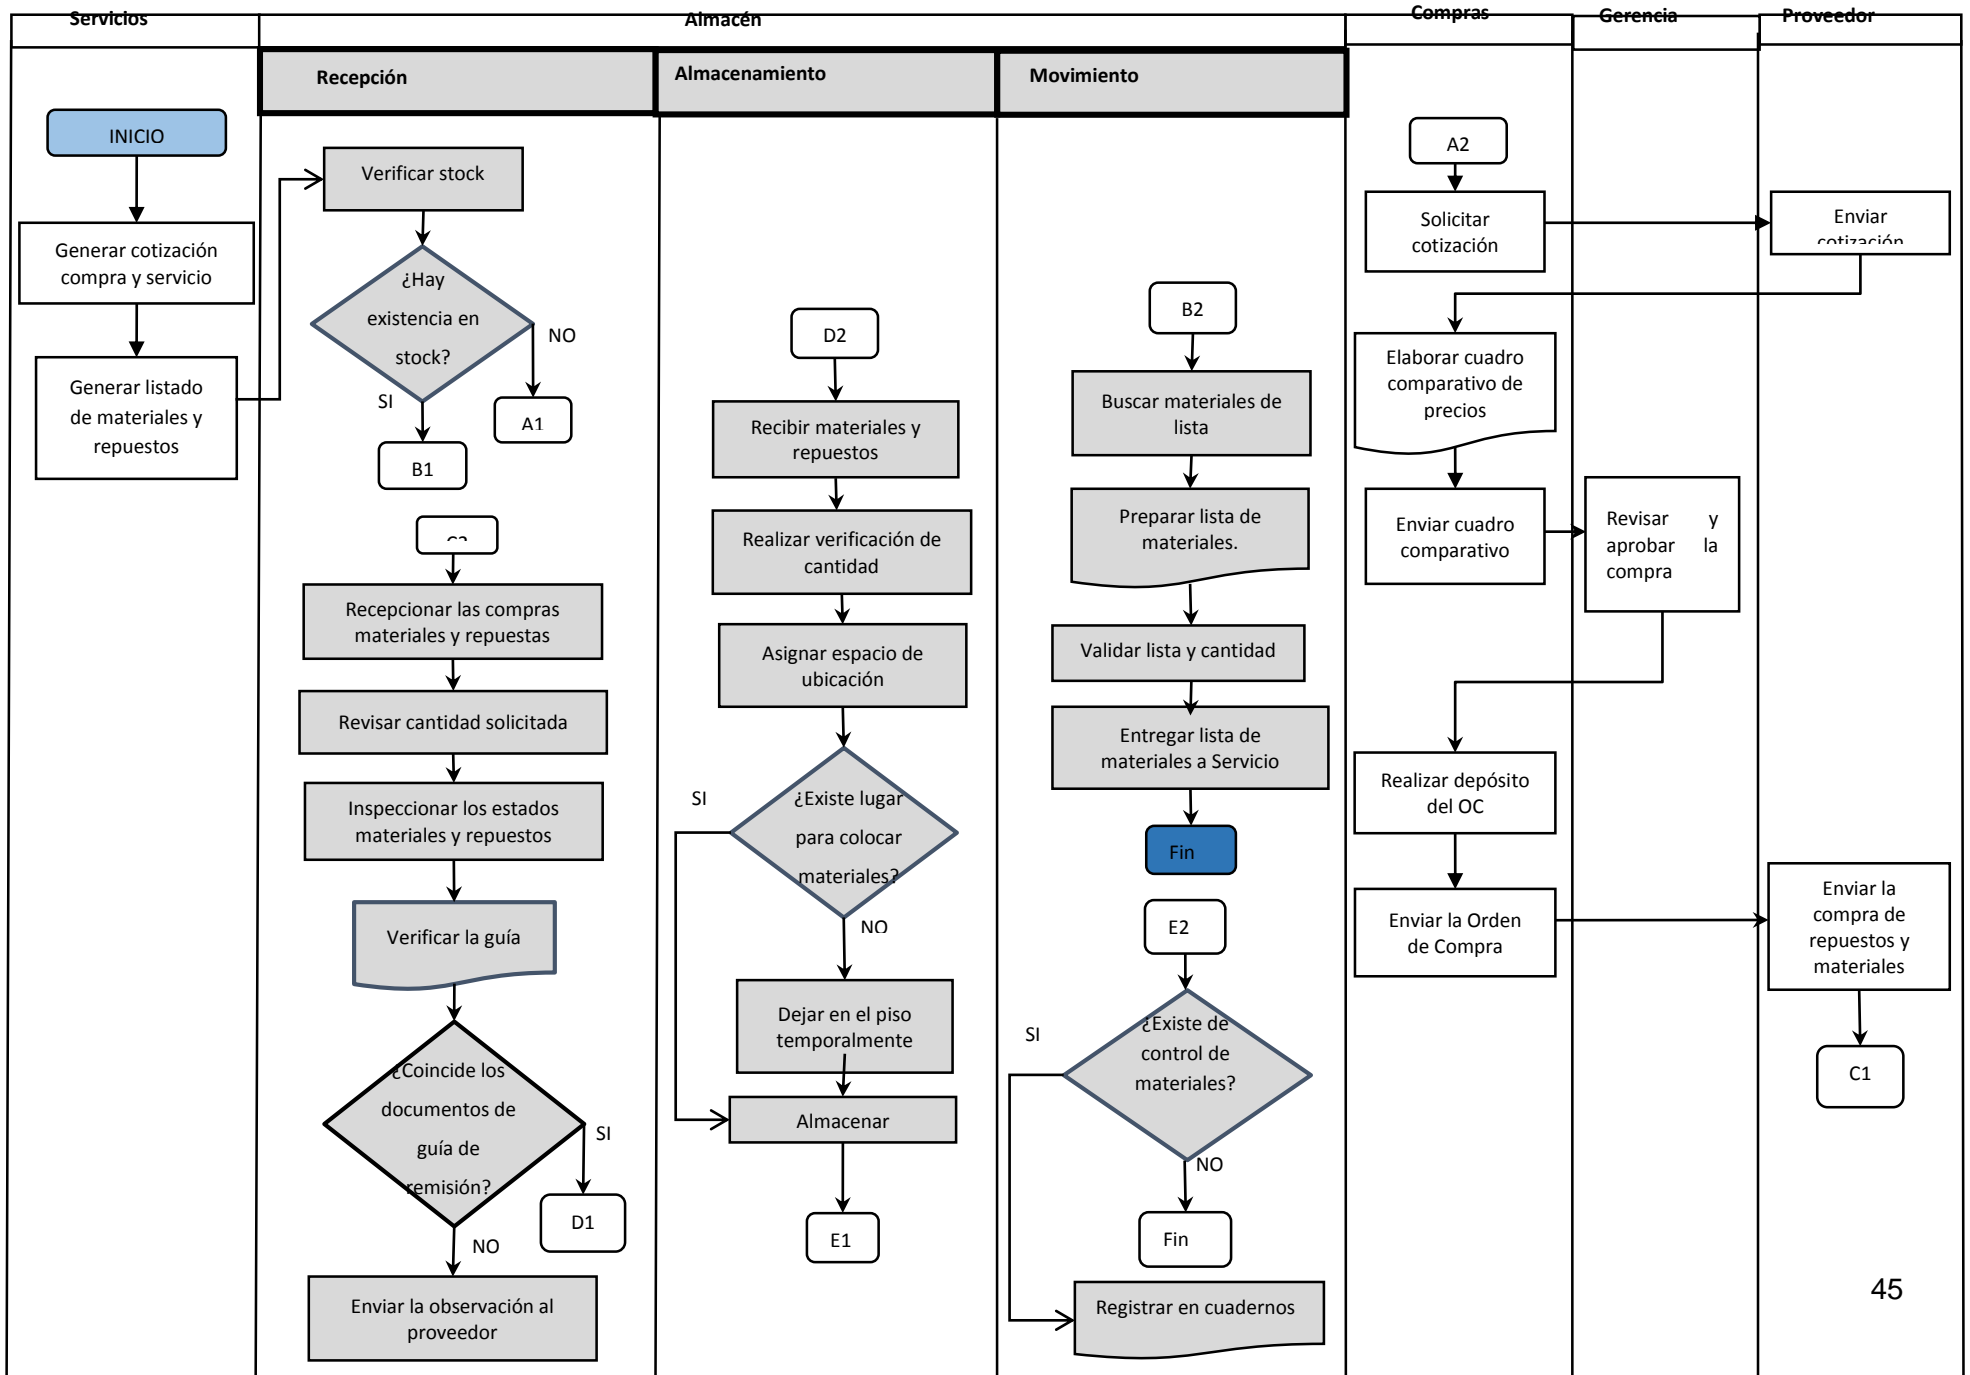 Servicios
Almacén
Compras
Gerencia
Proveedor
Recepción
Almacenamiento
Movimiento
INICIO
Generar cotización
compra y servicio
Generar listado
de materiales y
repuestos
Verificar stock
¿Hay
existencia en
stock?
NO
SI
A1
B1
Recepcionar las compras
materiales y repuestas
Revisar cantidad solicitada
Inspeccionar los estados
materiales y repuestos
Verificar la guía
¿Coincide los
documentos de
guía de
remisión?
SI
D1
NO
Enviar la observación al
proveedor
D2
Recibir materiales y
repuestos
Realizar verificación de
cantidad
Asignar espacio de
ubicación
SI
¿Existe lugar
para colocar
materiales?
NO
Dejar en el piso
temporalmente
Almacenar
E1
B2
Buscar materiales de
lista
Preparar lista de
materiales.
Validar lista y cantidad
Entregar lista de
materiales a Servicio
Fin
E2
SI
¿Existe de
control de
materiales?
NO
Fin
Registrar en cuadernos
A2
Solicitar
cotización
Elaborar cuadro
comparativo de
precios
Enviar cuadro
comparativo
Realizar depósito
del OC
Enviar la Orden
de Compra
Revisar y
aprobar la
compra
Enviar
cotización
Enviar la
compra de
repuestos y
materiales
C1
45